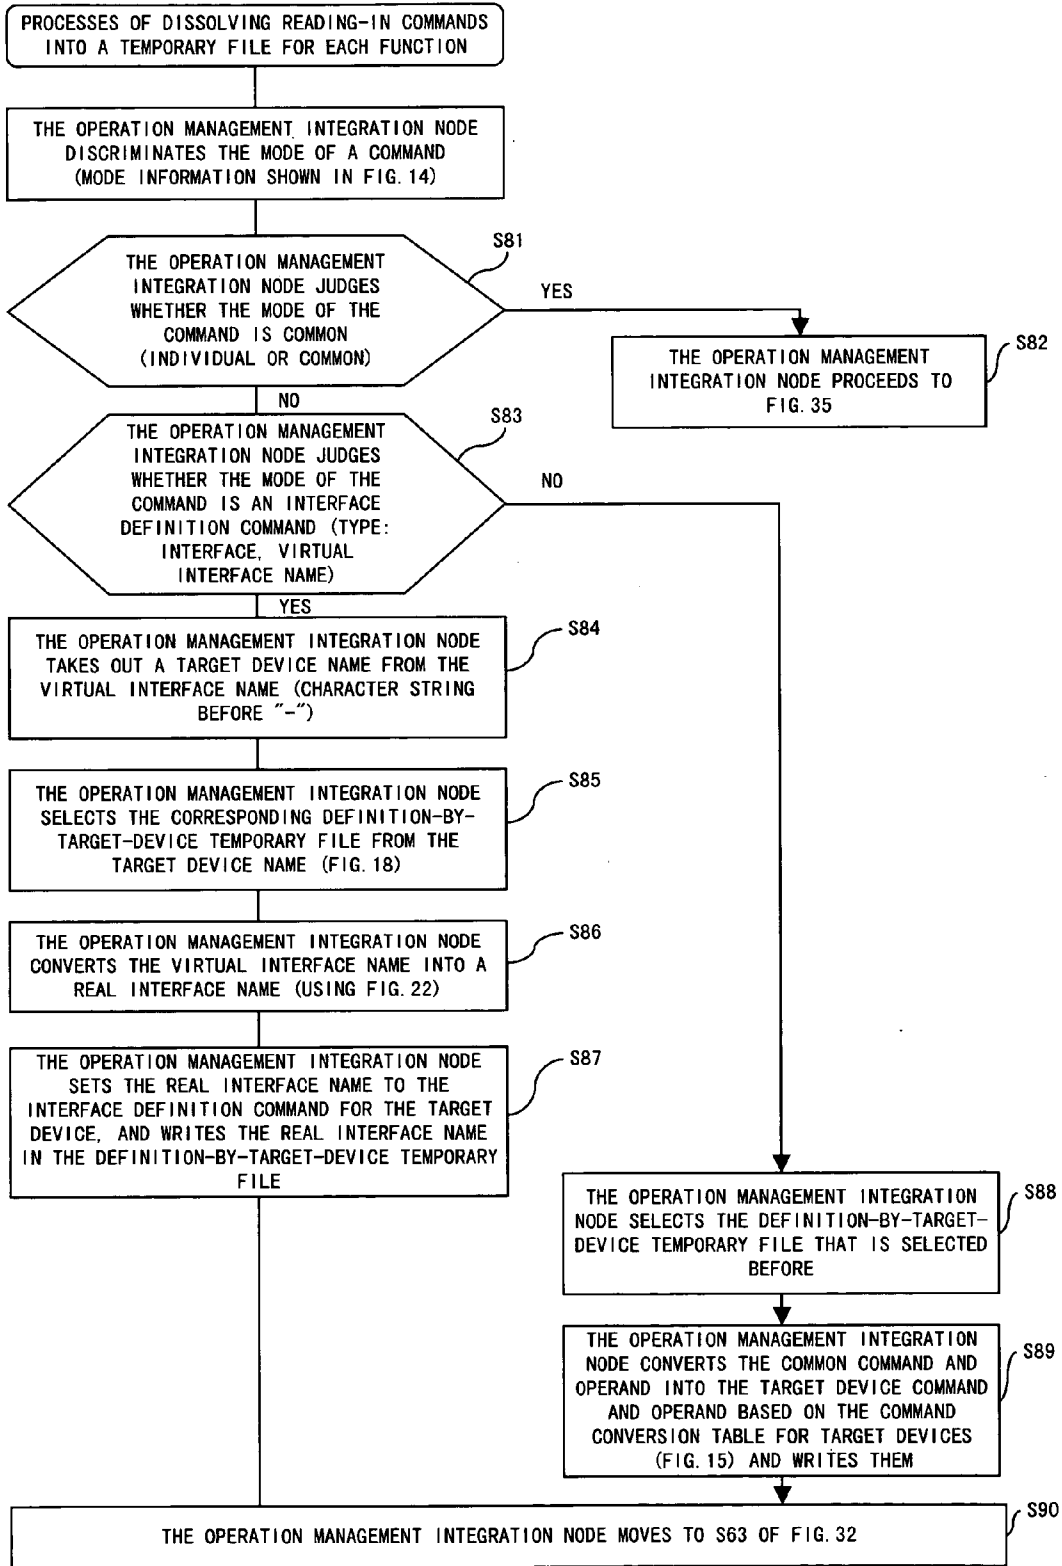 PROCESSES OF DISSOLVING READING-IN COMMANDS
INTO A TEMPORARY FILE FOR EACH FUNCTION
THE OPERATION MANAGEMENT INTEGRATION NODE
DISCRIMINATES THE MODE OF A COMMAND
(MODE INFORMATION SHOWN IN FIG. 14)
S81
THE OPERATION MANAGEMENT
INTEGRATION NODE JUDGES
WHETHER THE MODE OF THE
COMMAND IS COMMON
(INDIVIDUAL OR COMMON)
YES
S82
THE OPERATION MANAGEMENT
INTEGRATION NODE PROCEEDS TO
FIG. 35
NO
S83
THE OPERATION MANAGEMENT
INTEGRATION NODE JUDGES
WHETHER THE MODE OF THE
COMMAND IS AN INTERFACE
DEFINITION COMMAND (TYPE:
INTERFACE, VIRTUAL
INTERFACE NAME)
NO
YES
S84
THE OPERATION MANAGEMENT INTEGRATION NODE
TAKES OUT A TARGET DEVICE NAME FROM THE
VIRTUAL INTERFACE NAME (CHARACTER STRING
BEFORE "-")
S85
THE OPERATION MANAGEMENT INTEGRATION NODE
SELECTS THE CORRESPONDING DEFINITION-BY-
TARGET-DEVICE TEMPORARY FILE FROM THE
TARGET DEVICE NAME (FIG. 18)
S86
THE OPERATION MANAGEMENT INTEGRATION NODE
CONVERTS THE VIRTUAL INTERFACE NAME INTO A
REAL INTERFACE NAME (USING FIG. 22)
S87
THE OPERATION MANAGEMENT INTEGRATION NODE
SETS THE REAL INTERFACE NAME TO THE
INTERFACE DEFINITION COMMAND FOR THE TARGET
DEVICE, AND WRITES THE REAL INTERFACE NAME
IN THE DEFINITION-BY-TARGET-DEVICE TEMPORARY
FILE
S88
THE OPERATION MANAGEMENT INTEGRATION
NODE SELECTS THE DEFINITION-BY-TARGET-
DEVICE TEMPORARY FILE THAT IS SELECTED
BEFORE
S89
THE OPERATION MANAGEMENT INTEGRATION
NODE CONVERTS THE COMMON COMMAND AND
OPERAND INTO THE TARGET DEVICE COMMAND
AND OPERAND BASED ON THE COMMAND
CONVERSION TABLE FOR TARGET DEVICES
(FIG. 15) AND WRITES THEM
S90
THE OPERATION MANAGEMENT INTEGRATION NODE MOVES TO S63 OF FIG. 32